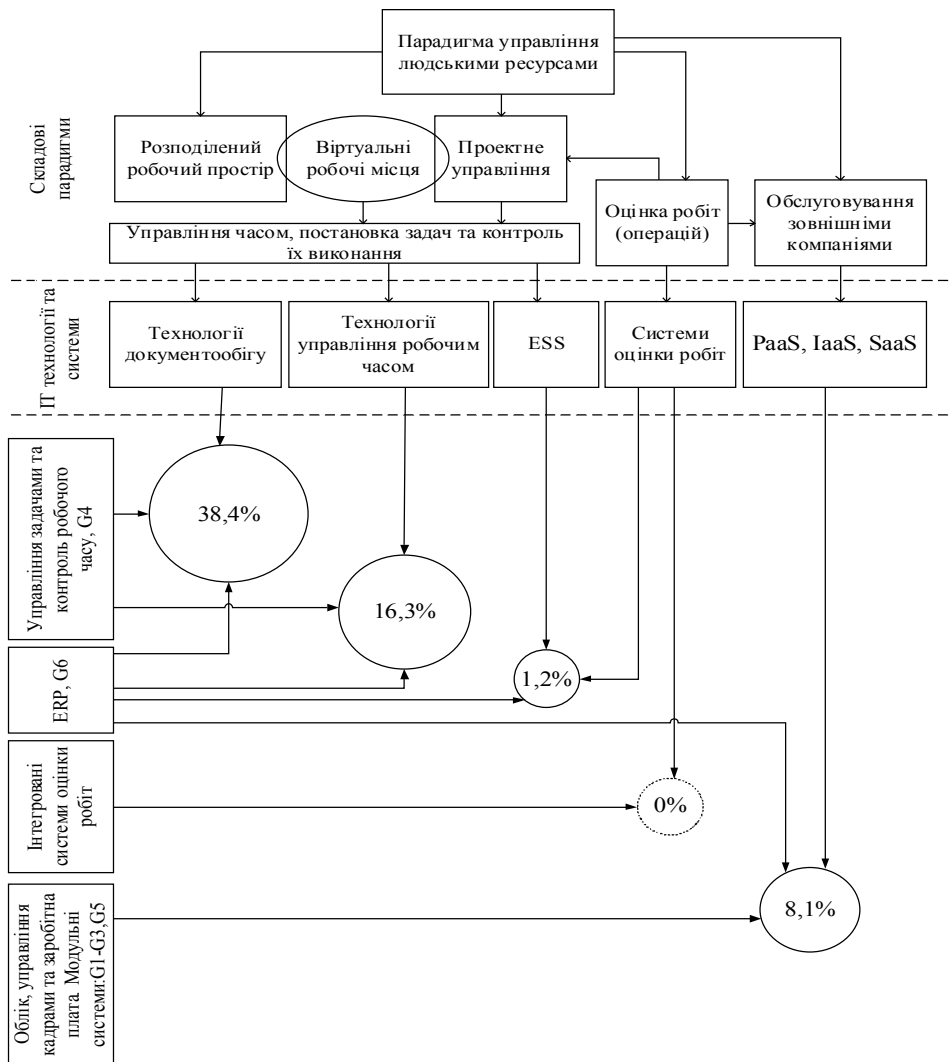 Парадигма управління
людськими ресурсами
Складові
парадигми
Розподілений
робочий простір
Віртуальні
робочі місця
Проектне
управління
Оцінка робіт
(операцій)
Обслуговування
зовнішніми
компаніями
Управління часом, постановка задач та контроль
їх виконання
ІТ технології та
системи
Технології
документообігу
Технології
управління робочим
часом
ESS
Системи
оцінки робіт
PaaS, IaaS, SaaS
Управління задачами та
контроль робочого
часу, G4
38,4%
16,3%
ERP, G6
1,2%
Інтегровані
системи оцінки
робіт
0%
Облік, управління
кадрами та заробітна
плата. Модульні
системи:G1-G3,G5
8,1%